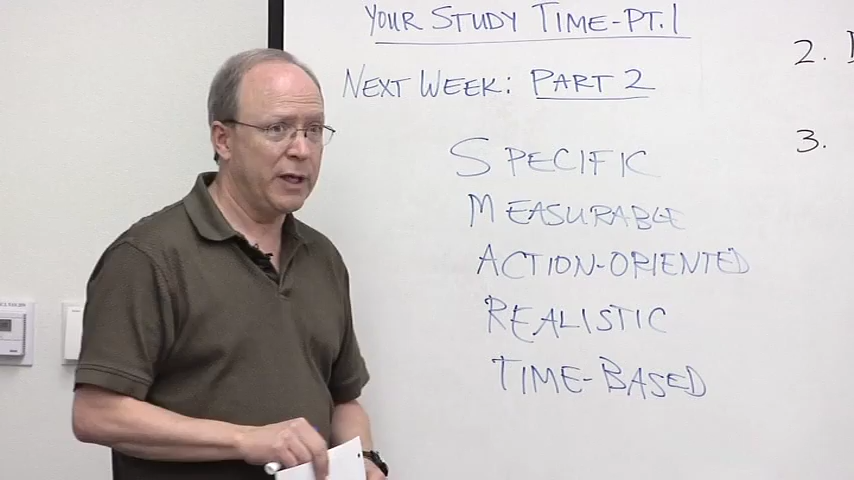 YOUR STUDY TIME-PT.1
NEXT WEEK: PART 2
SPECIFIC
MEASURABLE
ACTION-ORIENTED
REALISTIC
TIME-BASED
2.
3.